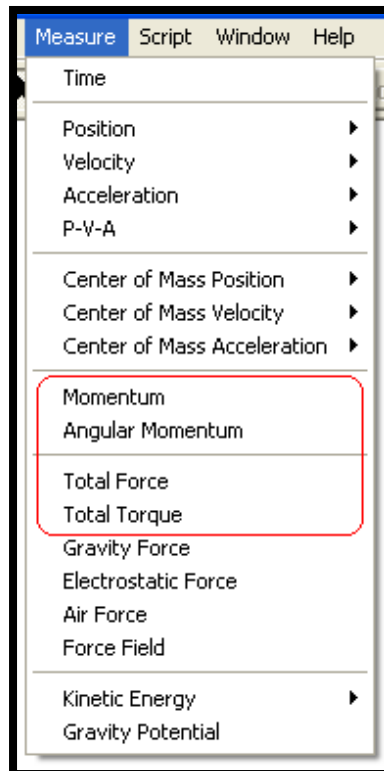 Measure Script Window Help
Time
Position
Velocity
Acceleration
P-V-A
Center of Mass Position
Center of Mass Velocity
Center of Mass Acceleration
Momentum
Angular Momentum
Total Force
Total Torque
Gravity Force
Electrostatic Force
Air Force
Force Field
Kinetic Energy
Gravity Potential